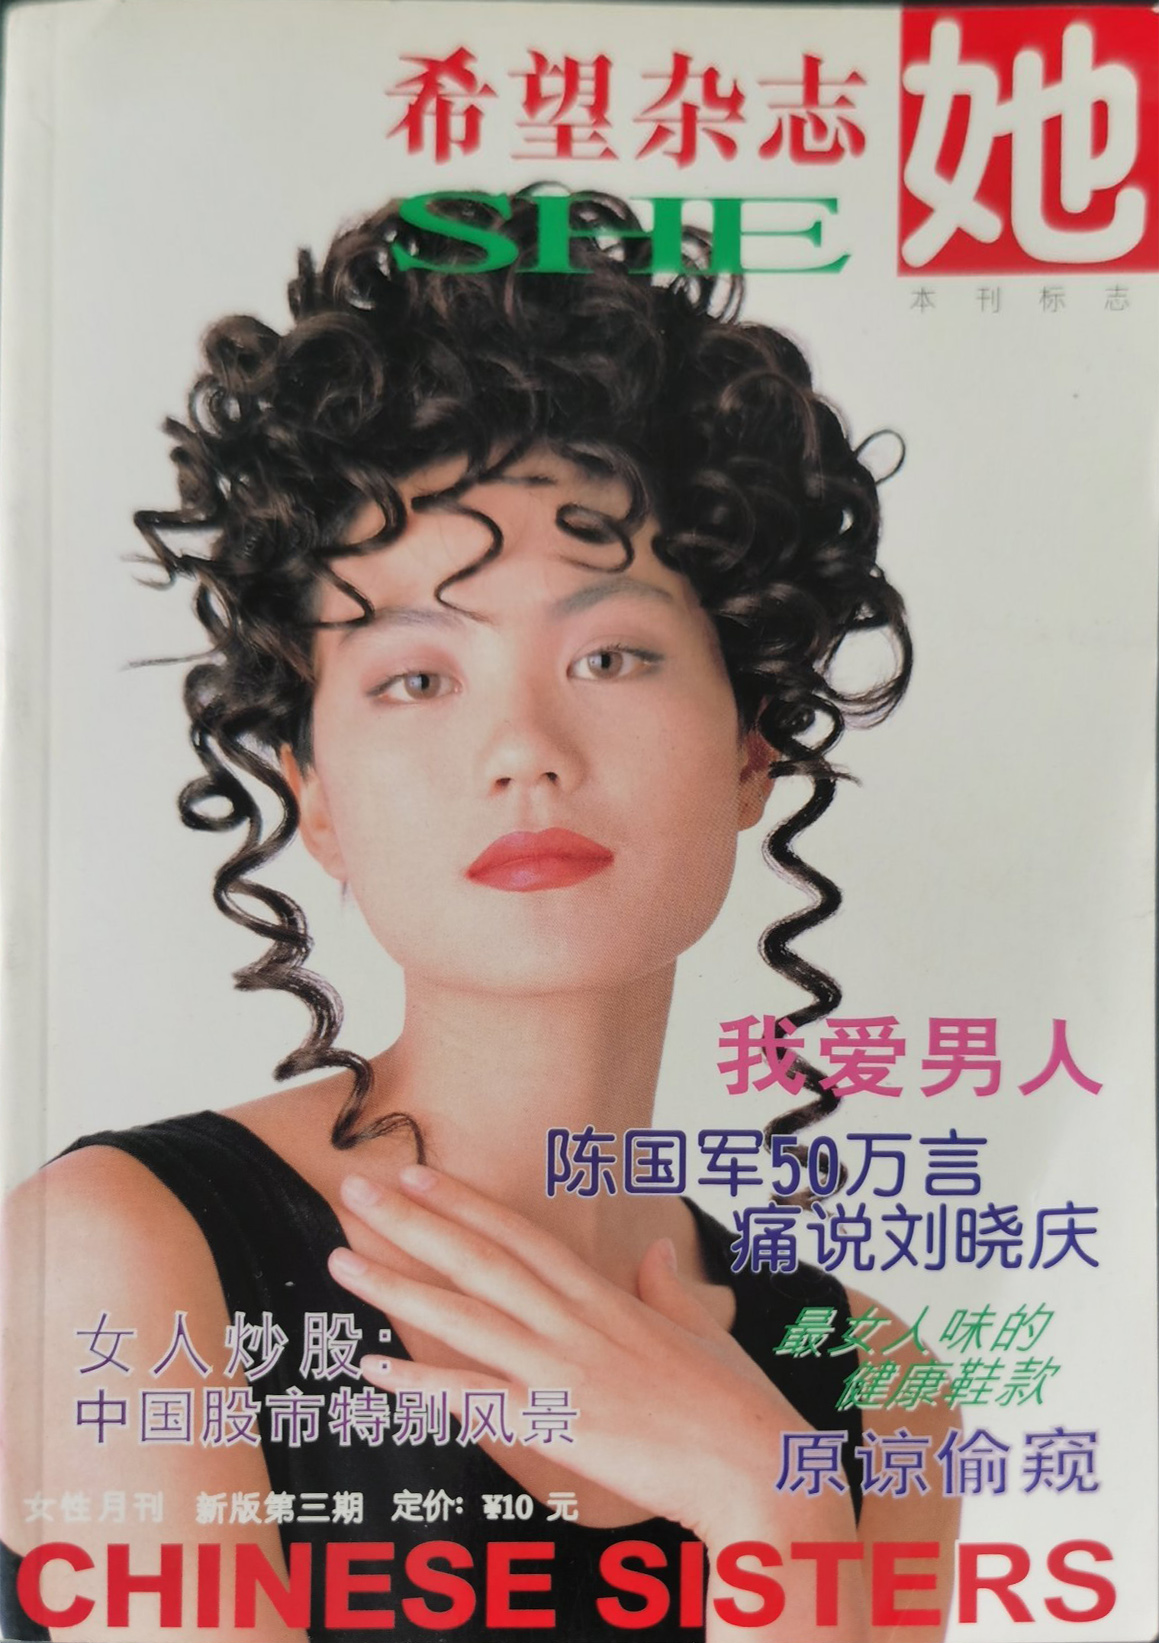 希望杂志
她
SHE
本刊标志
我爱男人
陈国军50万言
痛说刘晓庆
女人炒股：
中国股市特别风景
最女人味的
健康鞋款
原谅偷窥
女性月刊 新版第三期 定价：¥10 元
CHINESE SISTERS